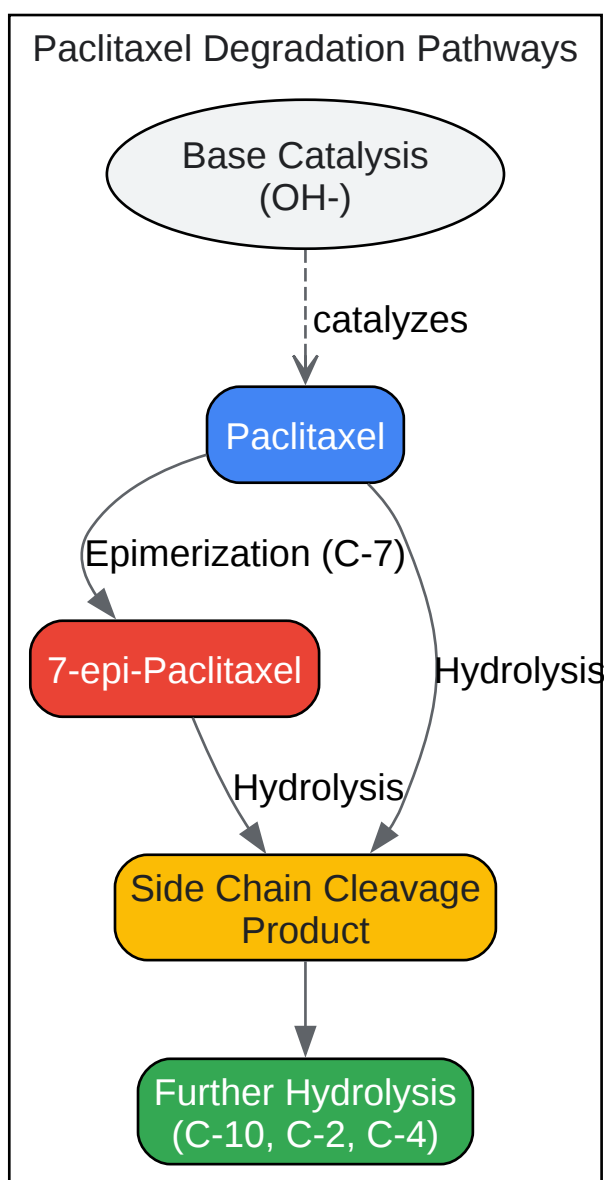 Paclitaxel Degradation Pathways
Base Catalysis
(OH-)
catalyzes
Paclitaxel
Epimerization (C-7)
7-epi-Paclitaxel
Hydrolysis
Hydrolysis
Side Chain Cleavage
Product
Further Hydrolysis
(C-10, C-2, C-4)